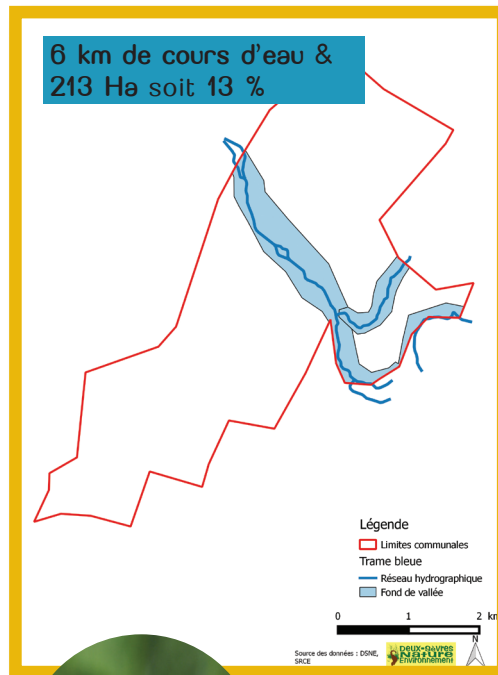 6 km de cours d'eau &
213 Ha soit 13 %
Légende
Limites communales
Trame bleue
Réseau hydrographique
Fond de vallée
0 1 2 km
N
Source des données : DSNE,
SRCE
Deux-Sèvres
Nature
Environnement